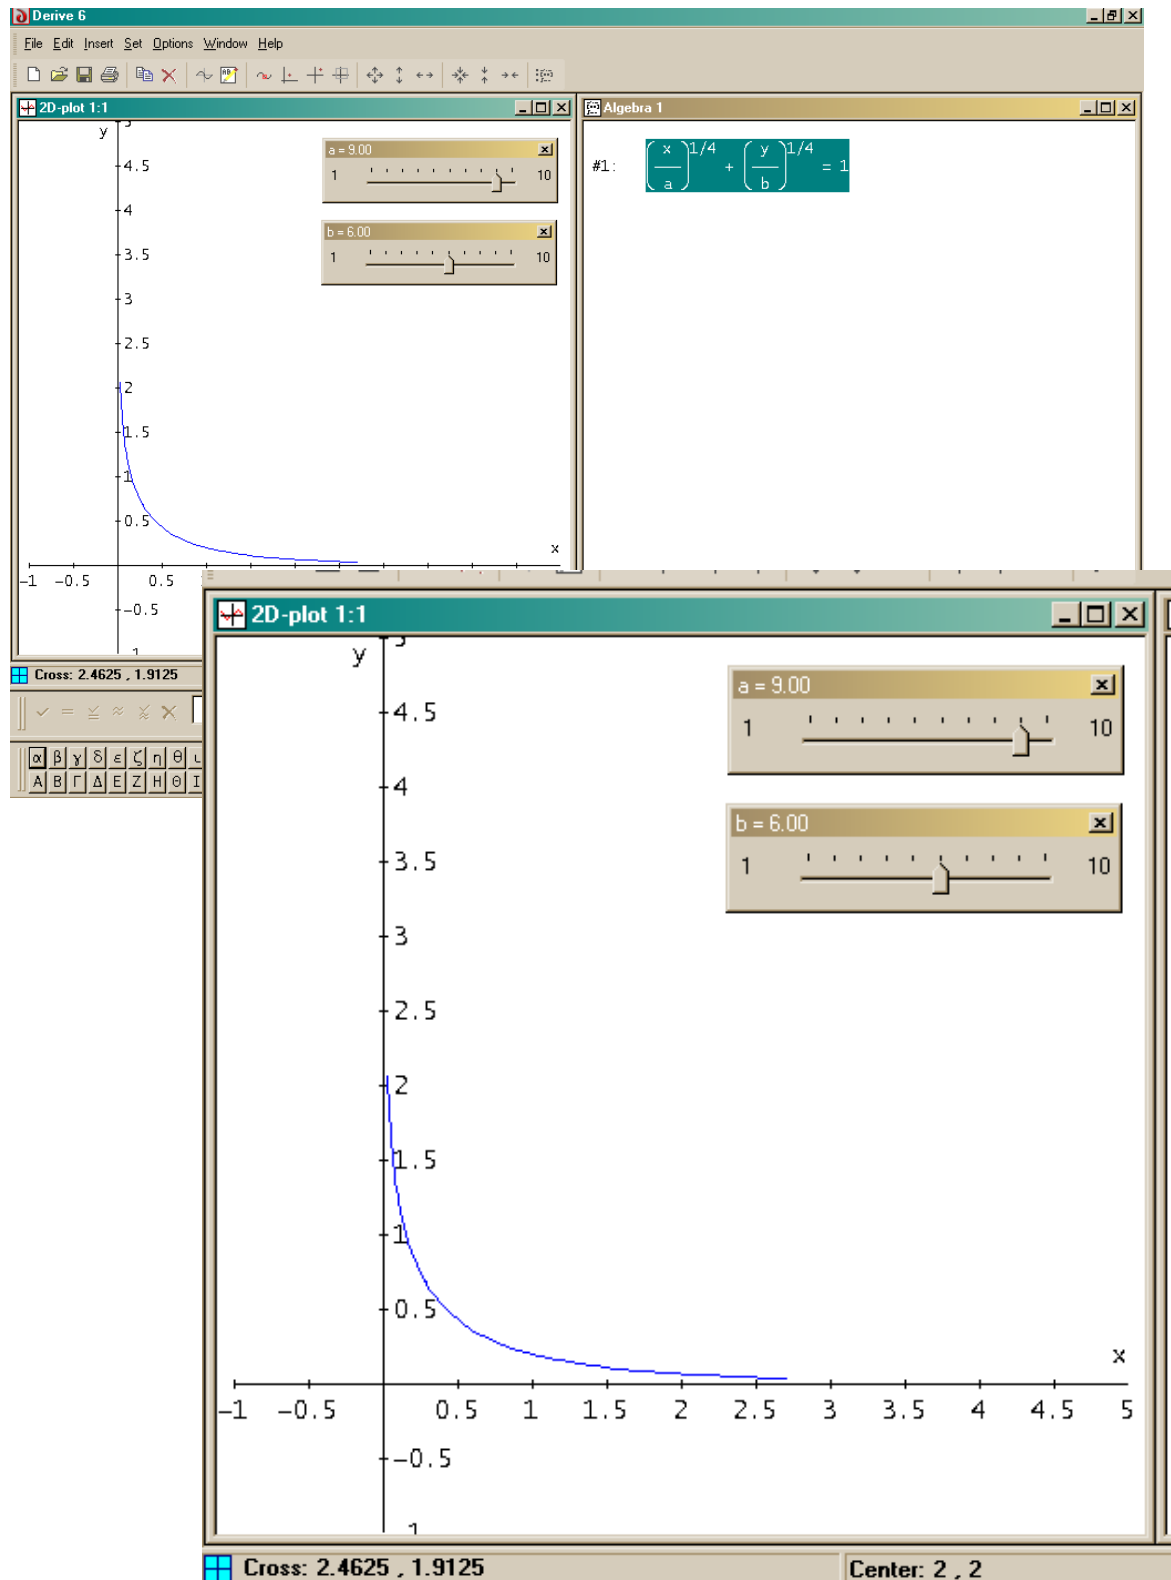 Derive 6
File Edit Insert Set Options Window Help
2D-plot 1:1
Algebra 1
y
a = 9.00
1 10
b = 6.00
1 10
4.5
4
3.5
3
2.5
2
1.5
1
0.5
x
-1 -0.5 0.5
-0.5
#1: (x/a)^1/4 + (y/b)^1/4 = 1
Cross: 2.4625 , 1.9125
α β γ δ ε ζ η θ ι
Α Β Γ Δ Ε Ζ Η Θ Ι
2D-plot 1:1
y
a = 9.00
1 10
b = 6.00
1 10
4.5
4
3.5
3
2.5
2
1.5
1
0.5
x
-1 -0.5 0.5 1 1.5 2 2.5 3 3.5 4 4.5 5
-0.5
Cross: 2.4625 , 1.9125
Center: 2 , 2